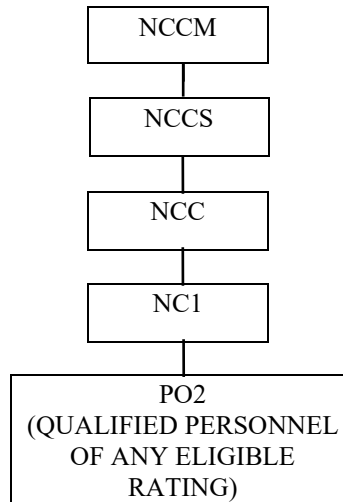 NCCM
NCCS
NCC
NC1
PO2
(QUALIFIED PERSONNEL
OF ANY ELIGIBLE
RATING)